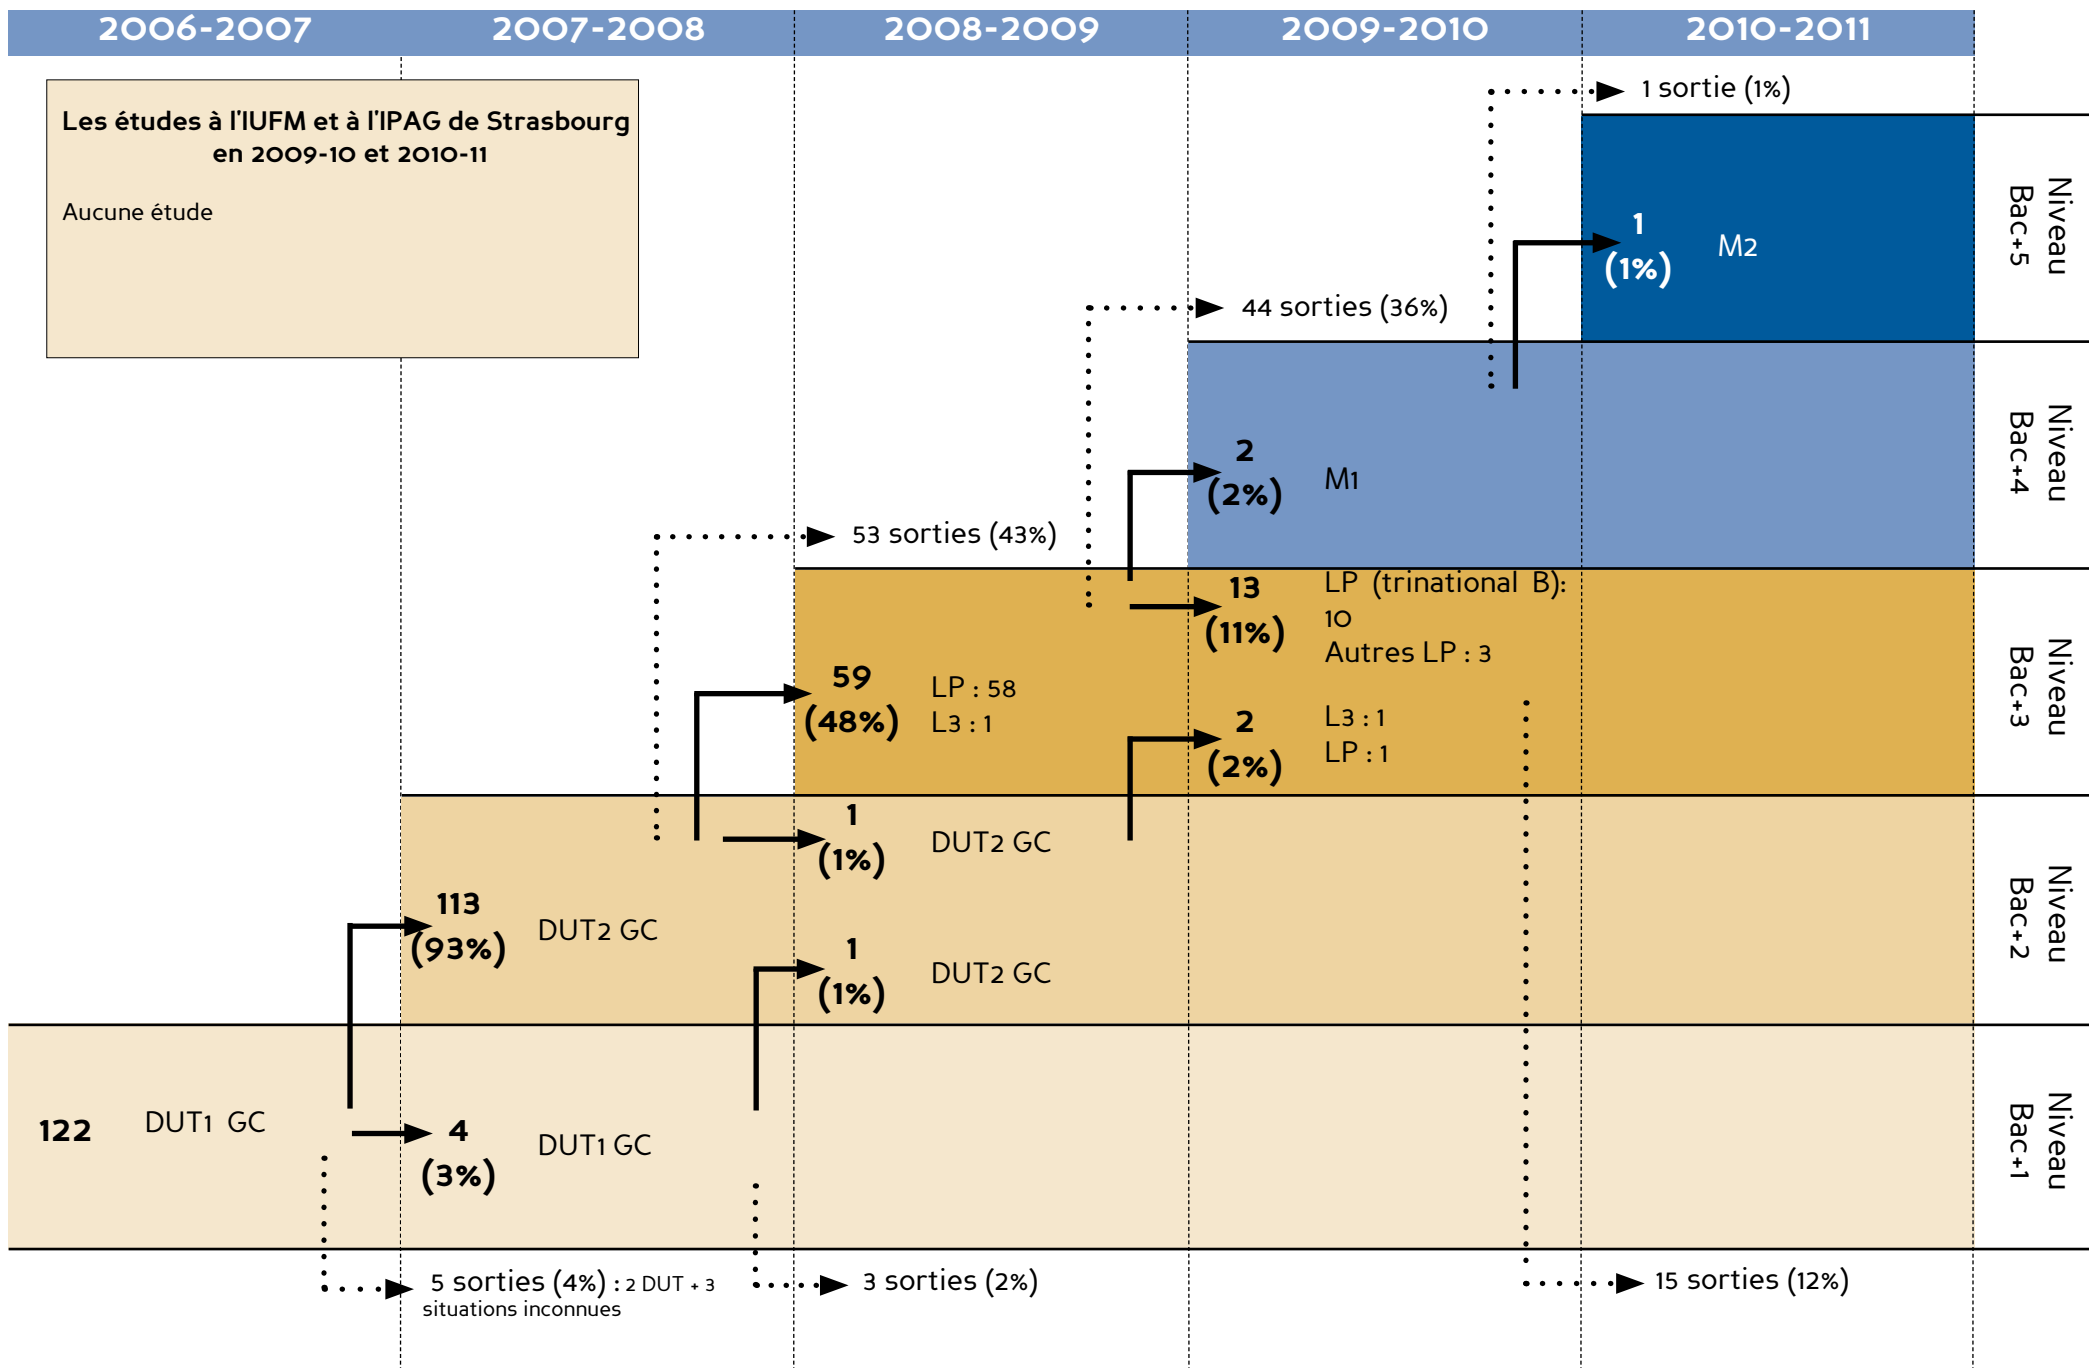 2006-2007
2007-2008
2008-2009
2009-2010
2010-2011
Les études à l'IUFM et à l'IPAG de Strasbourg
en 2009-10 et 2010-11
Aucune étude
1 sortie (1%)
1
(1%)
M2
Niveau
Bac+5
44 sorties (36%)
2
(2%)
M1
Niveau
Bac+4
53 sorties (43%)
59
(48%)
LP : 58
L3 : 1
13
(11%)
LP (trinational B):
10
Autres LP : 3
2
(2%)
L3 : 1
LP : 1
Niveau
Bac+3
113
(93%)
DUT2 GC
1
(1%)
DUT2 GC
1
(1%)
DUT2 GC
Niveau
Bac+2
122
DUT1 GC
4
(3%)
DUT1 GC
Niveau
Bac+1
5 sorties (4%) : 2 DUT + 3
situations inconnues
3 sorties (2%)
15 sorties (12%)